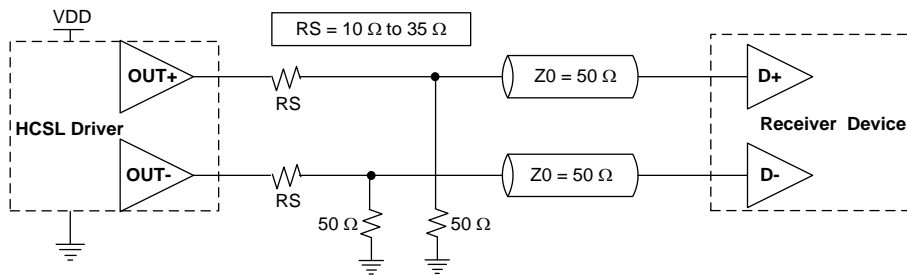 VDD
RS = 10 Ω to 35 Ω
OUT+
RS
Z0 = 50 Ω
D+
HCSL Driver
Receiver Device
OUT-
RS
Z0 = 50 Ω
D-
50 Ω
50 Ω